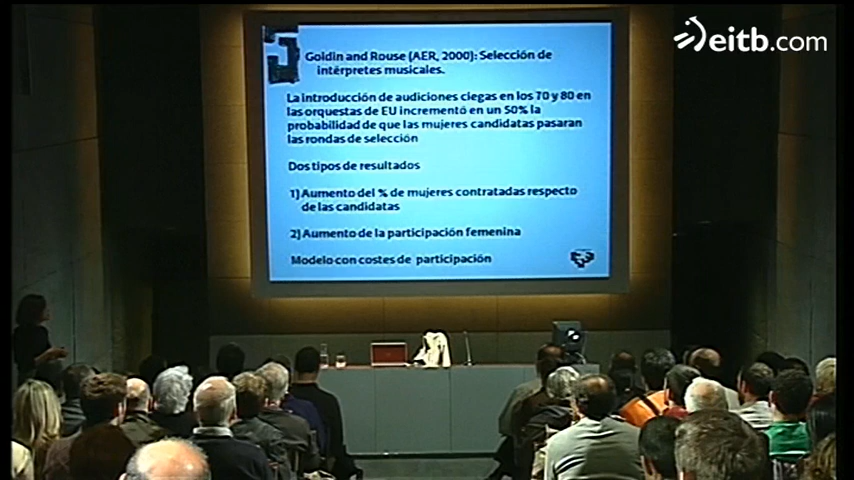 eitb.com
Goldin and Rouse (AER, 2000): Selección de
intérpretes musicales.
La introducción de audiciones ciegas en los 70 y 80 en
las orquestas de EU incrementó en un 50% la
probabilidad de que las mujeres candidatas pasaran
las rondas de selección
Dos tipos de resultados
1) Aumento del % de mujeres contratadas respecto
de las candidatas
2) Aumento de la participación femenina
Modelo con costes de participación